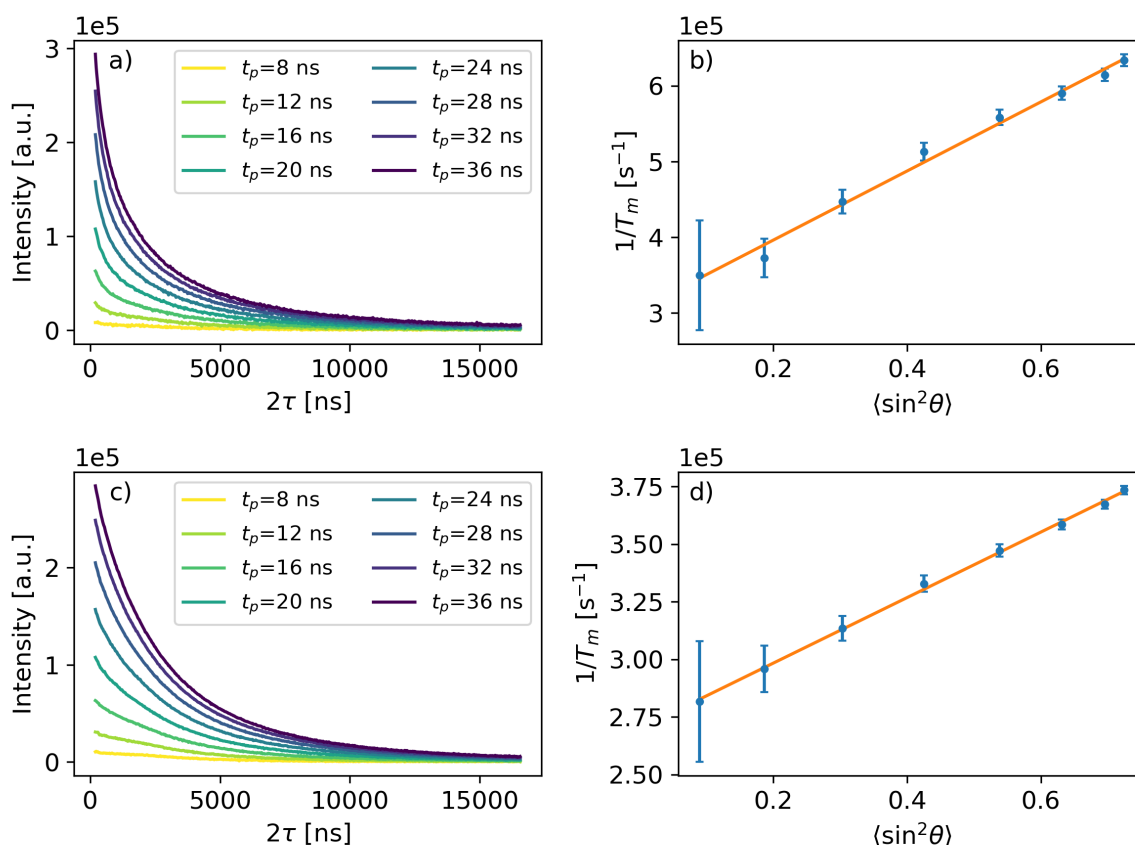 1e5
a)
Intensity [a.u.]
3
2
1
0
t_p=8 ns
t_p=12 ns
t_p=16 ns
t_p=20 ns
t_p=24 ns
t_p=28 ns
t_p=32 ns
t_p=36 ns
0 5000 10000 15000
2τ [ns]
1e5
b)
1/T_m [s⁻¹]
6
5
4
3
0.2 0.4 0.6
⟨sin²θ⟩
1e5
c)
Intensity [a.u.]
2
1
0
t_p=8 ns
t_p=12 ns
t_p=16 ns
t_p=20 ns
t_p=24 ns
t_p=28 ns
t_p=32 ns
t_p=36 ns
0 5000 10000 15000
2τ [ns]
1e5
d)
1/T_m [s⁻¹]
3.75
3.50
3.25
3.00
2.75
2.50
0.2 0.4 0.6
⟨sin²θ⟩